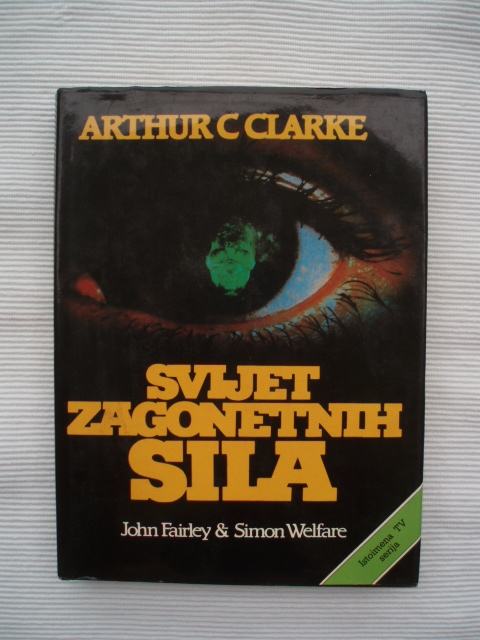 ARTHUR C CLARKE
SVIJET
ZAGONETNIH
SILA
John Fairley & Simon Welfare
Istoimena TV
serija